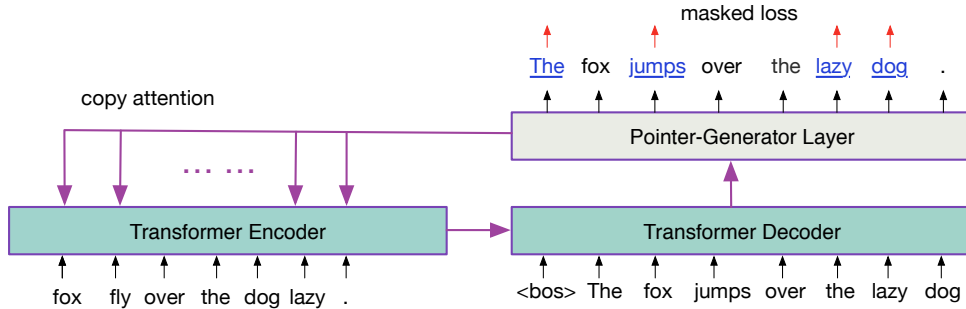 masked loss
The fox jumps over the lazy dog .
copy attention
Pointer-Generator Layer
... ...
Transformer Encoder
Transformer Decoder
fox fly over the dog lazy .
<bos> The fox jumps over the lazy dog